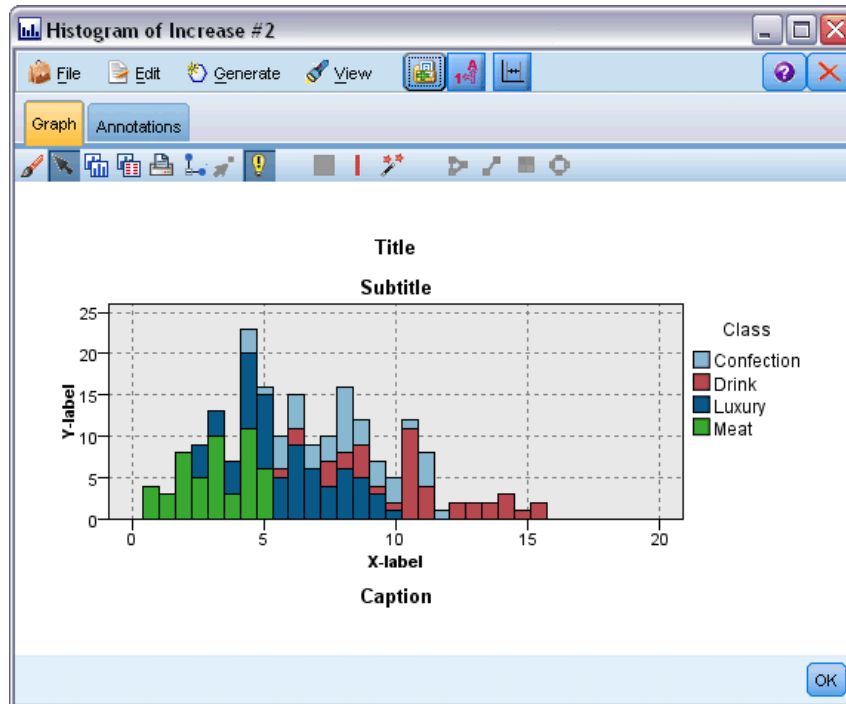 Histogram of Increase #2
File Edit Generate View
Graph Annotations
Title
Subtitle
25
20
15
10
5
0
Y-label
0 5 10 15 20
X-label
Caption
Class
Confection
Drink
Luxury
Meat
OK